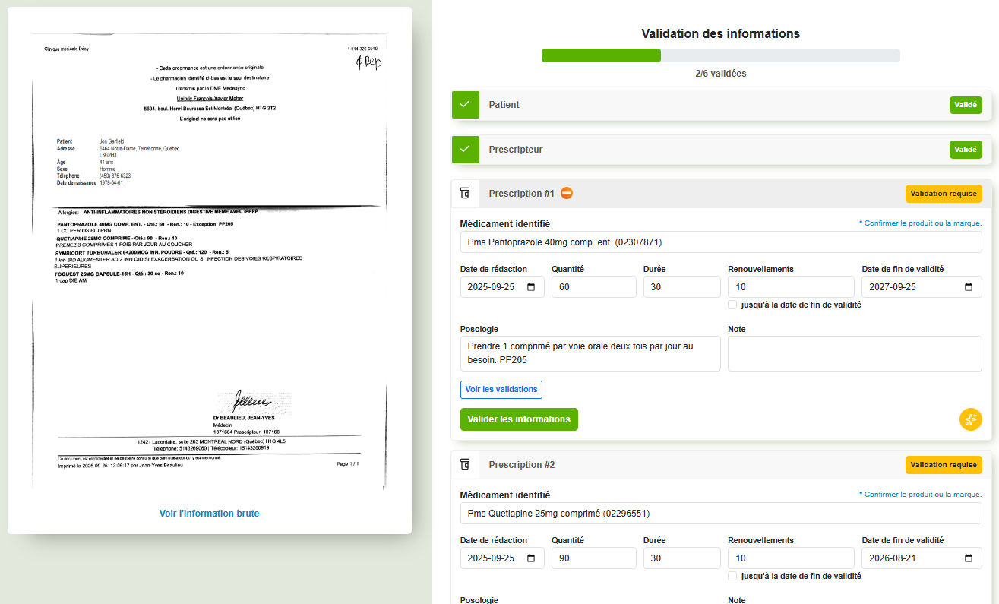 Clinique médicale Désy
1-514-326-0919
- Cette ordonnance est une ordonnance originale
- Le pharmacien identifié ci-bas est le seul destinataire
Transmis par le DME Medesync
Uniprix François-Xavier Maher
5634, boul. Henri-Bourassa Est Montréal (Québec) H1G 2T2
L'original ne sera pas utilisé
Patient Jon Garfield
Adresse 6464 Notre-Dame, Terrebonne, Québec,
L3G2H3
Âge 41 ans
Sexe Homme
Téléphone (450) 875-6323
Date de naissance 1978-04-01
Allergies: ANTI-INFLAMMATOIRES NON STÉROIDIENS DIGESTIVE MEME AVEC IPPPP
PANTOPRAZOLE 40MG COMP. ENT. - Qté.: 60 - Ren.: 10 - Exception: PP205
1 CO PER OS BID PRN
QUETIAPINE 25MG COMPRIME - Qté.: 90 - Ren.: 10
PRENEZ 3 COMPRIMES 1 FOIS PAR JOUR AU COUCHER
SYMBICORT TURBUHALER 6+200MCG INH. POUDRE - Qté.: 120 - Ren.: 5
1 inh BID AUGMENTER AD 2 INH QID SI EXACERBATION OU SI INFECTION DES VOIES RESPIRATOIRES
SUPÉRIEURES
FOQUEST 25MG CAPSULE-16H - Qté.: 30 co - Ren.: 10
1 cap DIE AM
Dr BEAULIEU, JEAN-YVES
Médecin
1871664 Prescripteur: 187166
12421 Lacordaire, suite 203 MONTREAL NORD (Québec) H1G 4L5
Téléphone: 5143269060 | Télécopieur: 15143260919
Ce document est confidentiel et ne peut être consulté que par l'utilisateur qui y est mentionné.
Imprimé le 2025-09-25 13:06:17 par Jean-Yves Beaulieu
Page 1 / 1
Voir l'information brute
Validation des informations
2/6 validées
Patient
Validé
Prescripteur
Validé
Prescription #1
Validation requise
Médicament identifié
* Confirmer le produit ou la marque.
Pms Pantoprazole 40mg comp. ent. (02307871)
Date de rédaction Quantité Durée Renouvellements Date de fin de validité
2025-09-25 60 30 10 2027-09-25
jusqu'à la date de fin de validité
Posologie Note
Prendre 1 comprimé par voie orale deux fois par jour au
besoin. PP205
Voir les validations
Valider les informations
Prescription #2
Validation requise
Médicament identifié
* Confirmer le produit ou la marque.
Pms Quetiapine 25mg comprimé (02296551)
Date de rédaction Quantité Durée Renouvellements Date de fin de validité
2025-09-25 90 30 10 2026-08-21
jusqu'à la date de fin de validité
Posologie Note